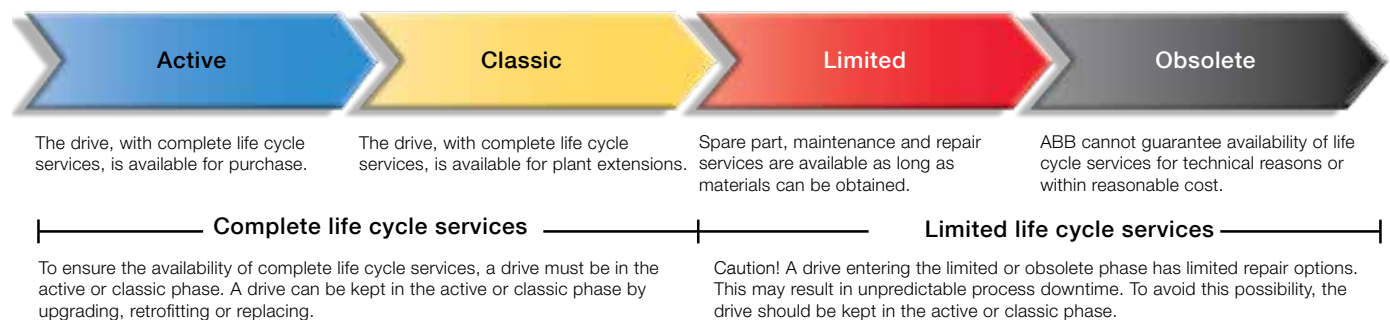 Active
Classic
Limited
Obsolete
The drive, with complete life cycle
services, is available for purchase.
The drive, with complete life cycle
services, is available for plant extensions.
Spare part, maintenance and repair
services are available as long as
materials can be obtained.
ABB cannot guarantee availability of life
cycle services for technical reasons or
within reasonable cost.
Complete life cycle services
Limited life cycle services
To ensure the availability of complete life cycle services, a drive must be in the
active or classic phase. A drive can be kept in the active or classic phase by
upgrading, retrofitting or replacing.
Caution! A drive entering the limited or obsolete phase has limited repair options.
This may result in unpredictable process downtime. To avoid this possibility, the
drive should be kept in the active or classic phase.